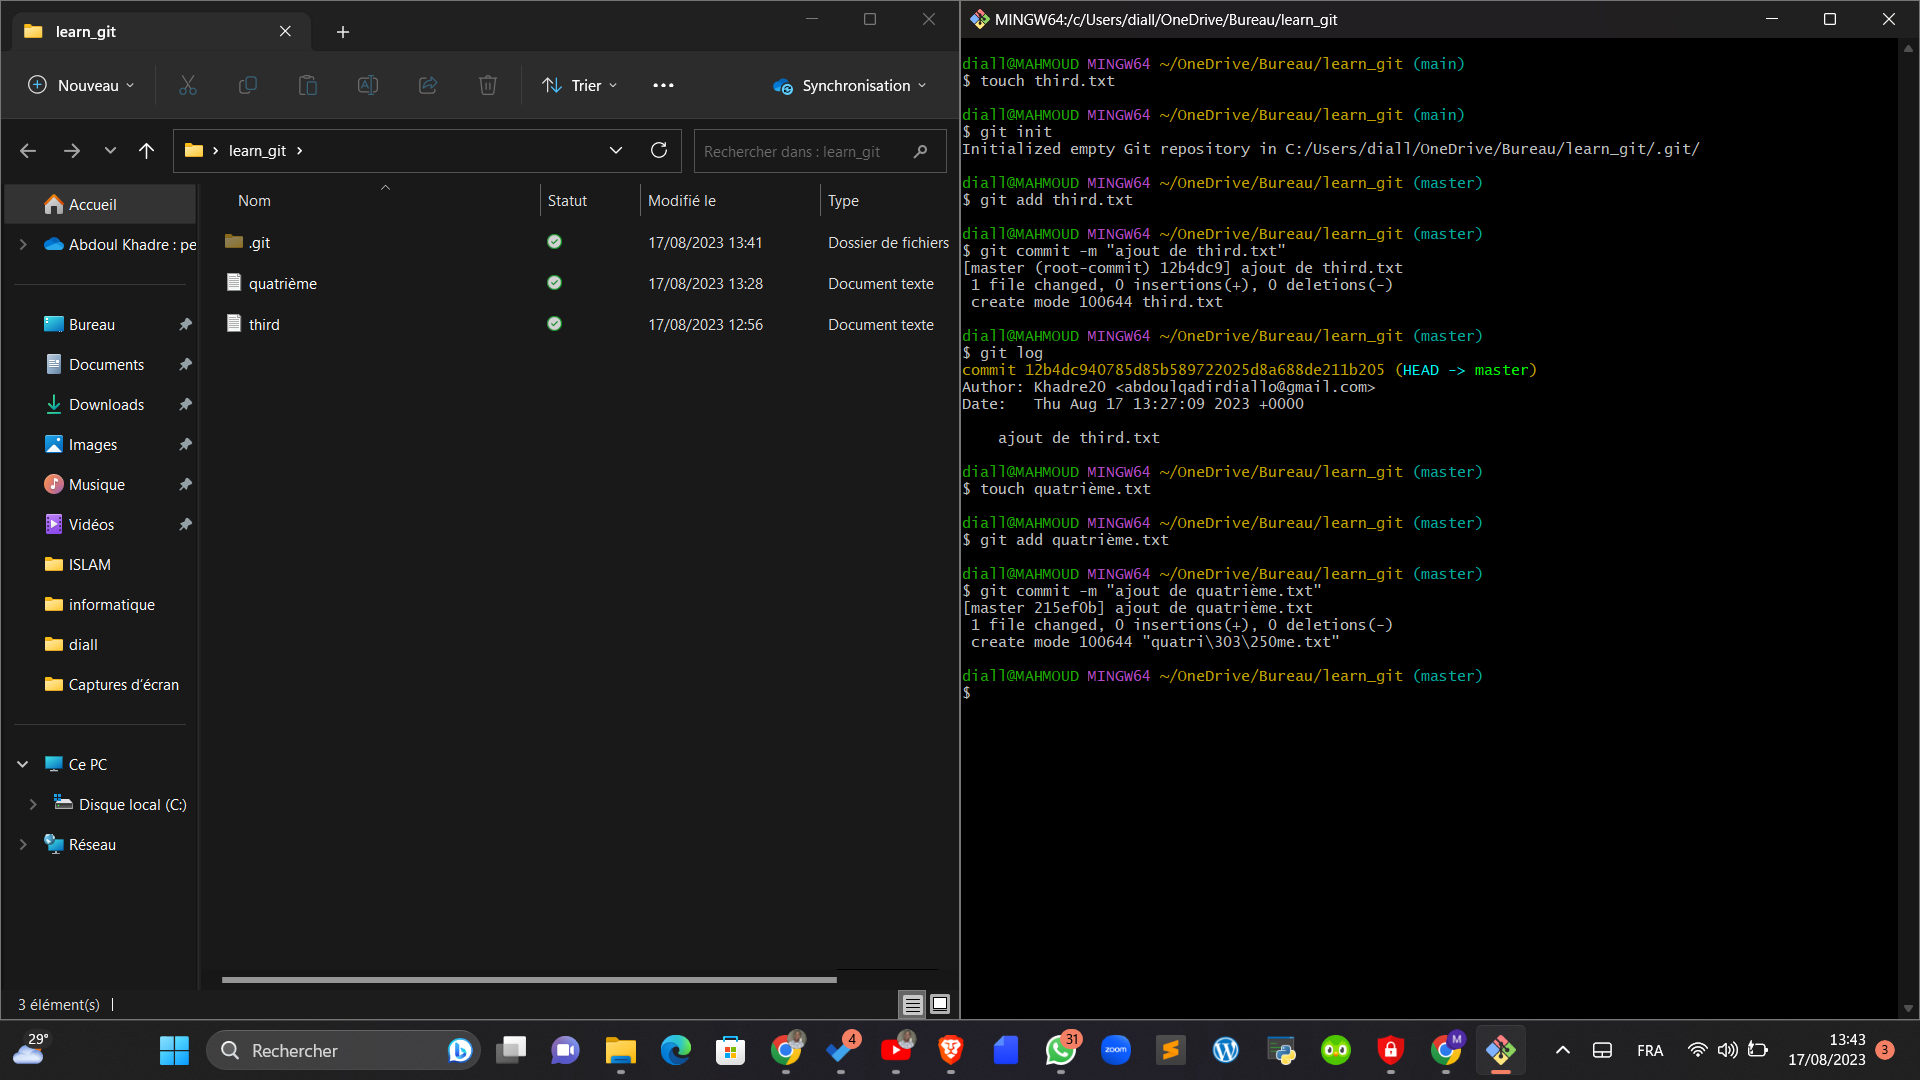 learn_git
Nouveau
Trier
Synchronisation
learn_git
Rechercher dans : learn_git
Nom
Statut
Modifié le
Type
.git
17/08/2023 13:41
Dossier de fichiers
quatrième
17/08/2023 13:28
Document texte
third
17/08/2023 12:56
Document texte
Accueil
Abdoul Khadre : pe
Bureau
Documents
Downloads
Images
Musique
Vidéos
ISLAM
informatique
diall
Captures d'écran
Ce PC
Disque local (C:)
Réseau
3 élément(s)
MINGW64:/c/Users/diall/OneDrive/Bureau/learn_git
diall@MAHMOUD MINGW64 ~/OneDrive/Bureau/learn_git (main)
$ touch third.txt
diall@MAHMOUD MINGW64 ~/OneDrive/Bureau/learn_git (main)
$ git init
Initialized empty Git repository in C:/Users/diall/OneDrive/Bureau/learn_git/.git/
diall@MAHMOUD MINGW64 ~/OneDrive/Bureau/learn_git (master)
$ git add third.txt
diall@MAHMOUD MINGW64 ~/OneDrive/Bureau/learn_git (master)
$ git commit -m "ajout de third.txt"
[master (root-commit) 12b4dc9] ajout de third.txt
 1 file changed, 0 insertions(+), 0 deletions(-)
 create mode 100644 third.txt
diall@MAHMOUD MINGW64 ~/OneDrive/Bureau/learn_git (master)
$ git log
commit 12b4dc940785d85b589722025d8a688de211b205 (HEAD -> master)
Author: Khadre20 <abdoulqadirdiallo@gmail.com>
Date:   Thu Aug 17 13:27:09 2023 +0000
    ajout de third.txt
diall@MAHMOUD MINGW64 ~/OneDrive/Bureau/learn_git (master)
$ touch quatrième.txt
diall@MAHMOUD MINGW64 ~/OneDrive/Bureau/learn_git (master)
$ git add quatrième.txt
diall@MAHMOUD MINGW64 ~/OneDrive/Bureau/learn_git (master)
$ git commit -m "ajout de quatrième.txt"
[master 215ef0b] ajout de quatrième.txt
 1 file changed, 0 insertions(+), 0 deletions(-)
 create mode 100644 "quatri\303\250me.txt"
diall@MAHMOUD MINGW64 ~/OneDrive/Bureau/learn_git (master)
$
29°
Rechercher
4
31
zoom
M
FRA
13:43
17/08/2023
3